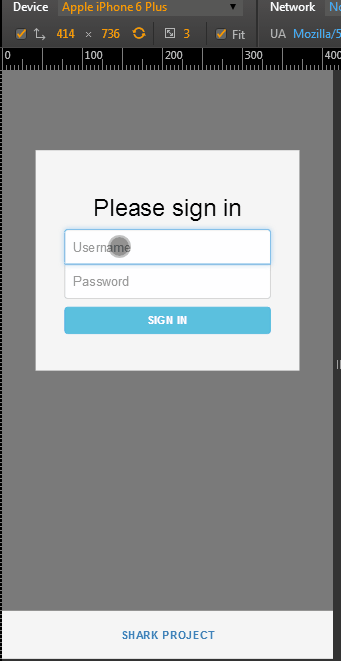 Device Apple iPhone 6 Plus ▼ Network
414 × 736 3 Fit UA Mozilla/5
0 100 200 300 400
Please sign in
Username
Password
SIGN IN
SHARK PROJECT